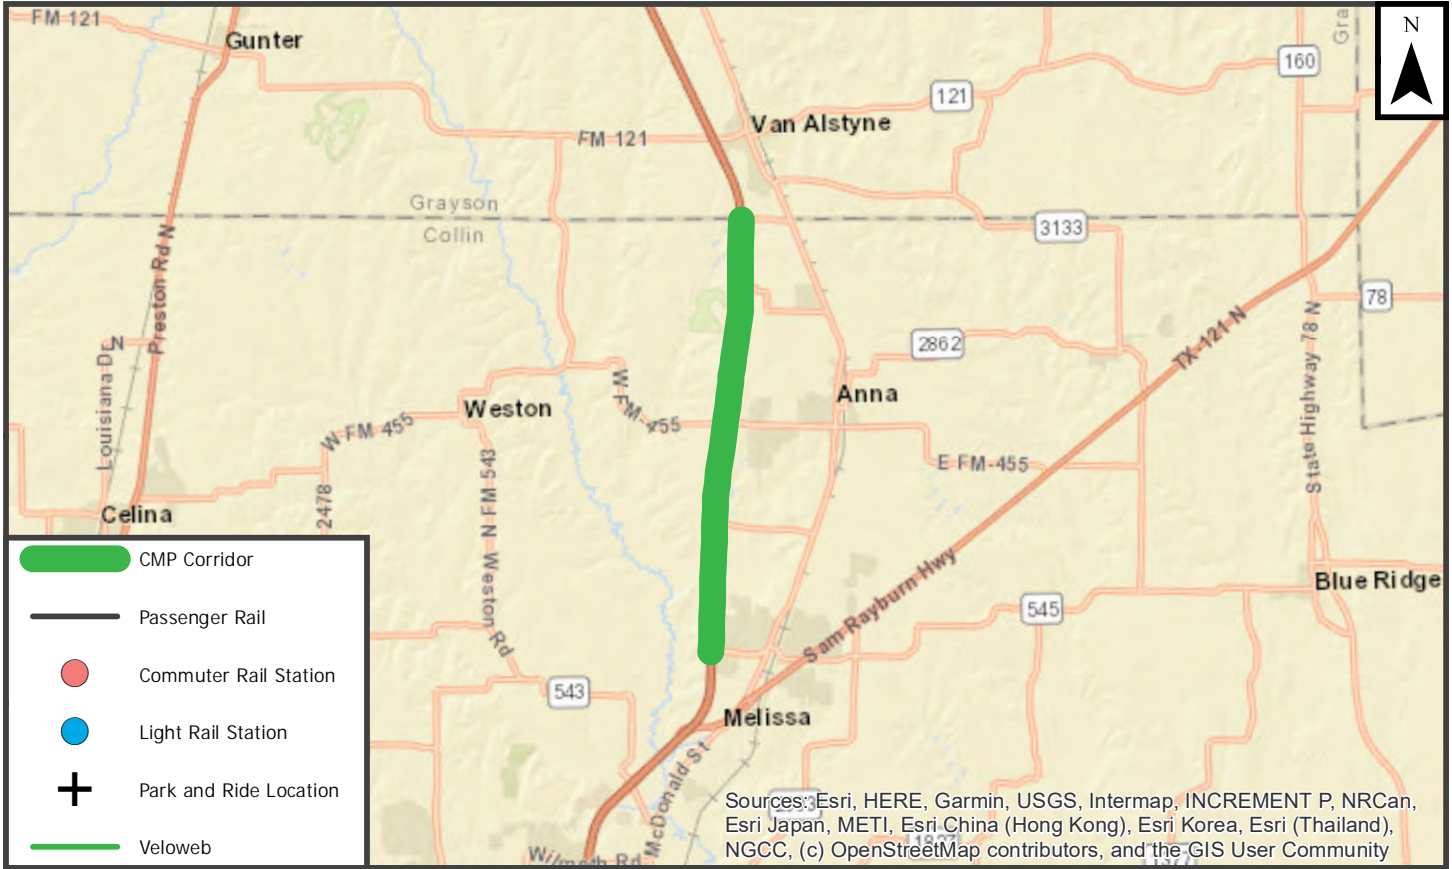 FM 121
Gunter
Gra
N
160
121
Van Alstyne
FM 121
Grayson
Collin
3133
Preston Rd N
78
TX-121 N
State Highway 78 N
Louisiana Dr
N
2862
W FM-455
Anna
Weston
W FM 455
E FM-455
2478
Weston
N FM 543
Rd
Celina
CMP Corridor
Passenger Rail
Commuter Rail Station
Light Rail Station
Park and Ride Location
Veloweb
Sam Rayburn Hwy
Blue Ridge
545
543
Melissa
McDonald St
Wilmeth Rd
Sources: Esri, HERE, Garmin, USGS, Intermap, INCREMENT P, NRCan,
Esri Japan, METI, Esri China (Hong Kong), Esri Korea, Esri (Thailand),
NGCC, (c) OpenStreetMap contributors, and the GIS User Community